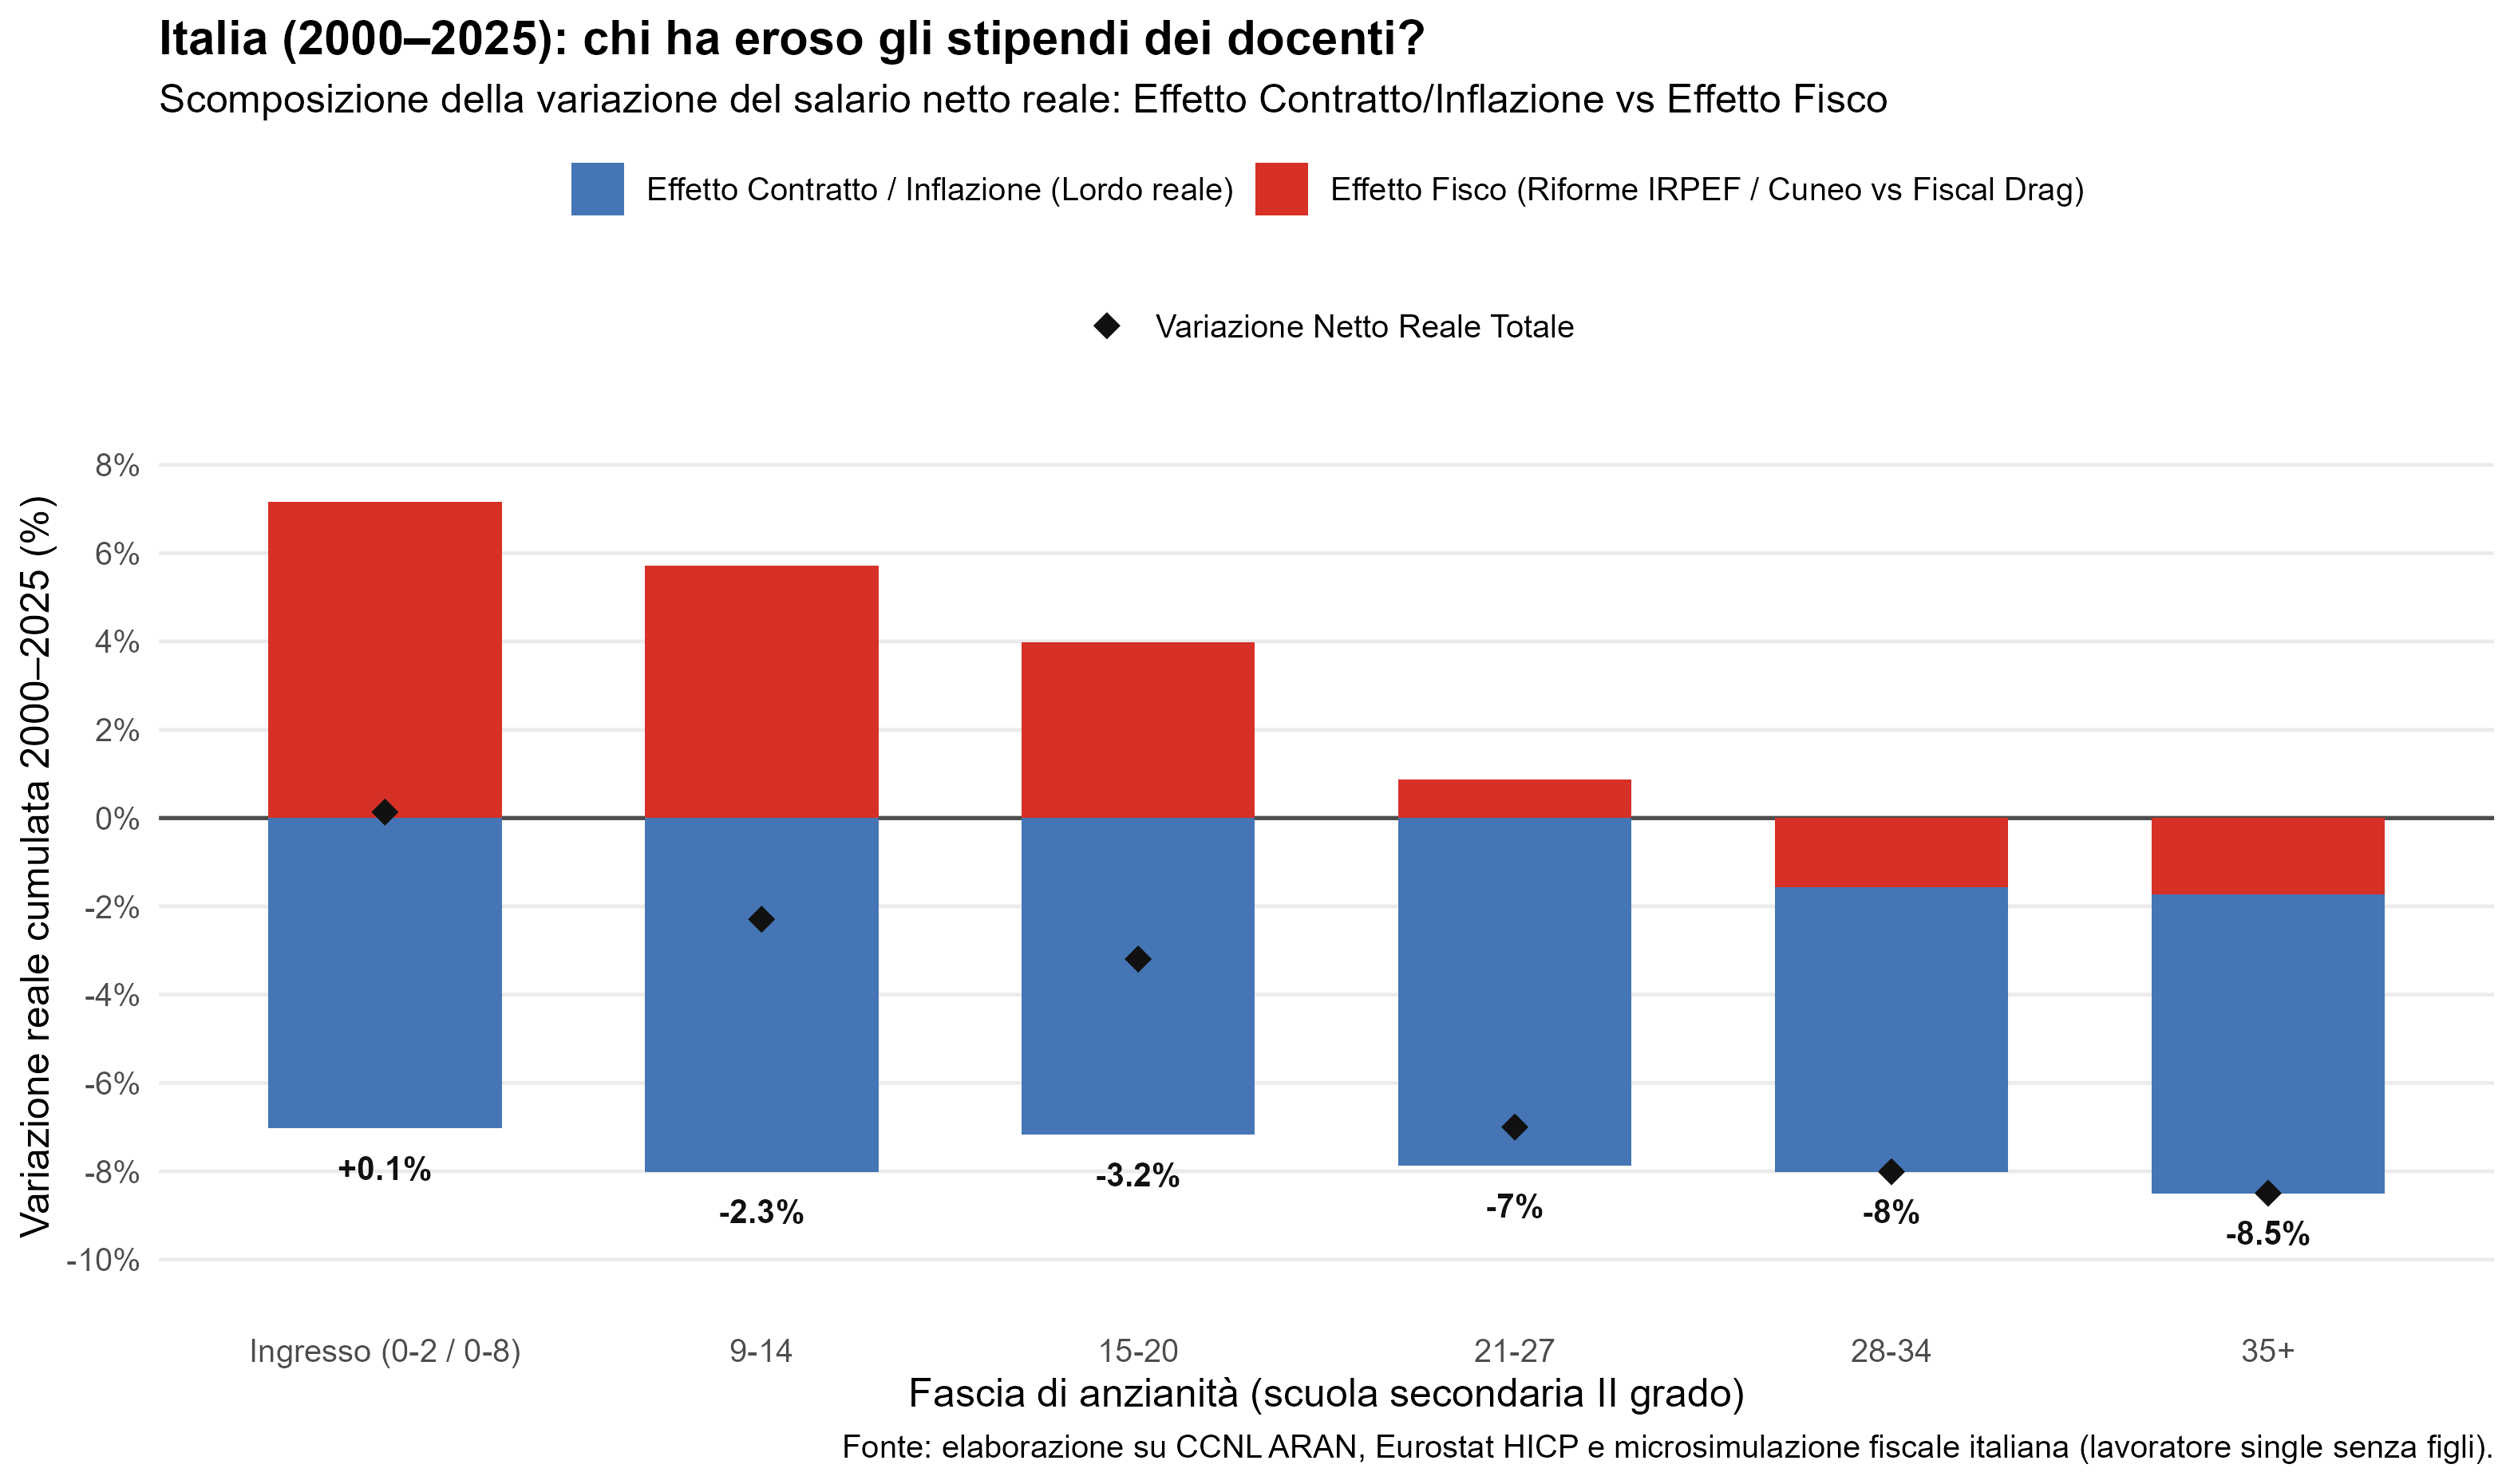 Italia (2000–2025): chi ha eroso gli stipendi dei docenti?
Scomposizione della variazione del salario netto reale: Effetto Contratto/Inflazione vs Effetto Fisco
Effetto Contratto / Inflazione (Lordo reale)
Effetto Fisco (Riforme IRPEF / Cuneo vs Fiscal Drag)
Variazione Netto Reale Totale
Variazione reale cumulata 2000–2025 (%)
8%
6%
4%
2%
0%
-2%
-4%
-6%
-8%
-10%
+0.1%
-2.3%
-3.2%
-7%
-8%
-8.5%
Ingresso (0-2 / 0-8)
9-14
15-20
21-27
28-34
35+
Fascia di anzianità (scuola secondaria II grado)
Fonte: elaborazione su CCNL ARAN, Eurostat HICP e microsimulazione fiscale italiana (lavoratore single senza figli).